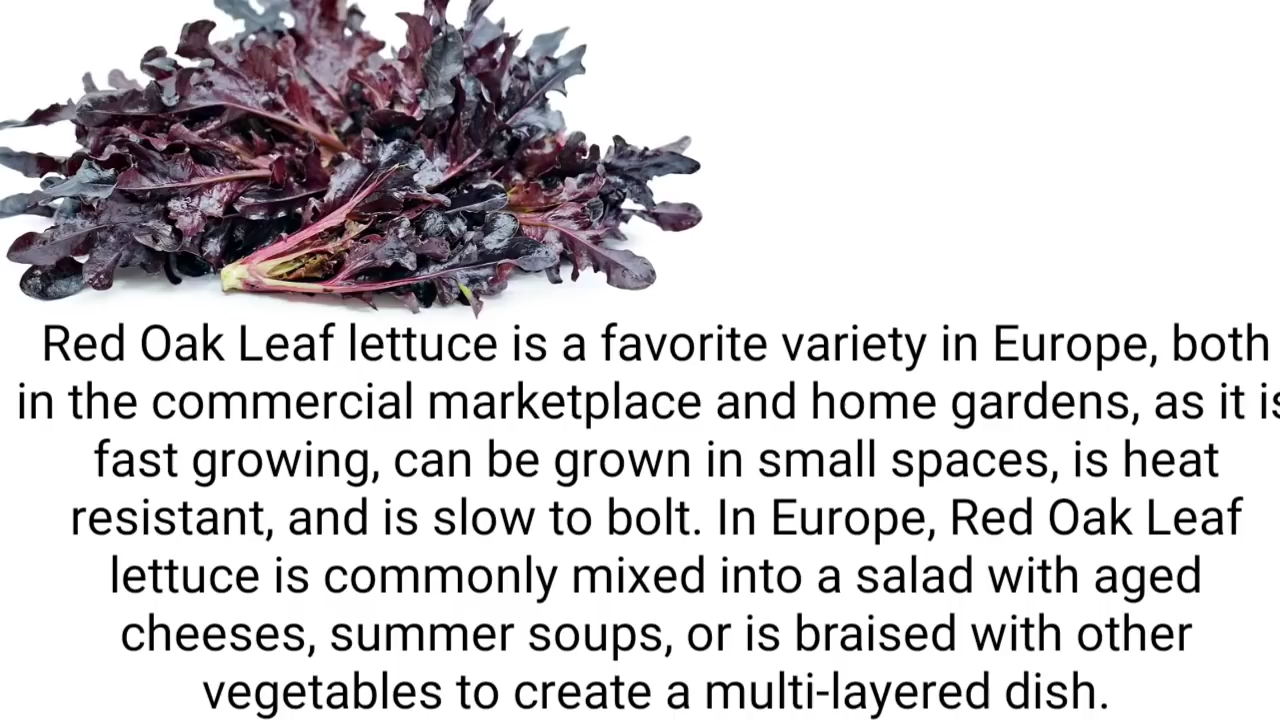 Red Oak Leaf lettuce is a favorite variety in Europe, both
in the commercial marketplace and home gardens, as it is
fast growing, can be grown in small spaces, is heat
resistant, and is slow to bolt. In Europe, Red Oak Leaf
lettuce is commonly mixed into a salad with aged
cheeses, summer soups, or is braised with other
vegetables to create a multi-layered dish.